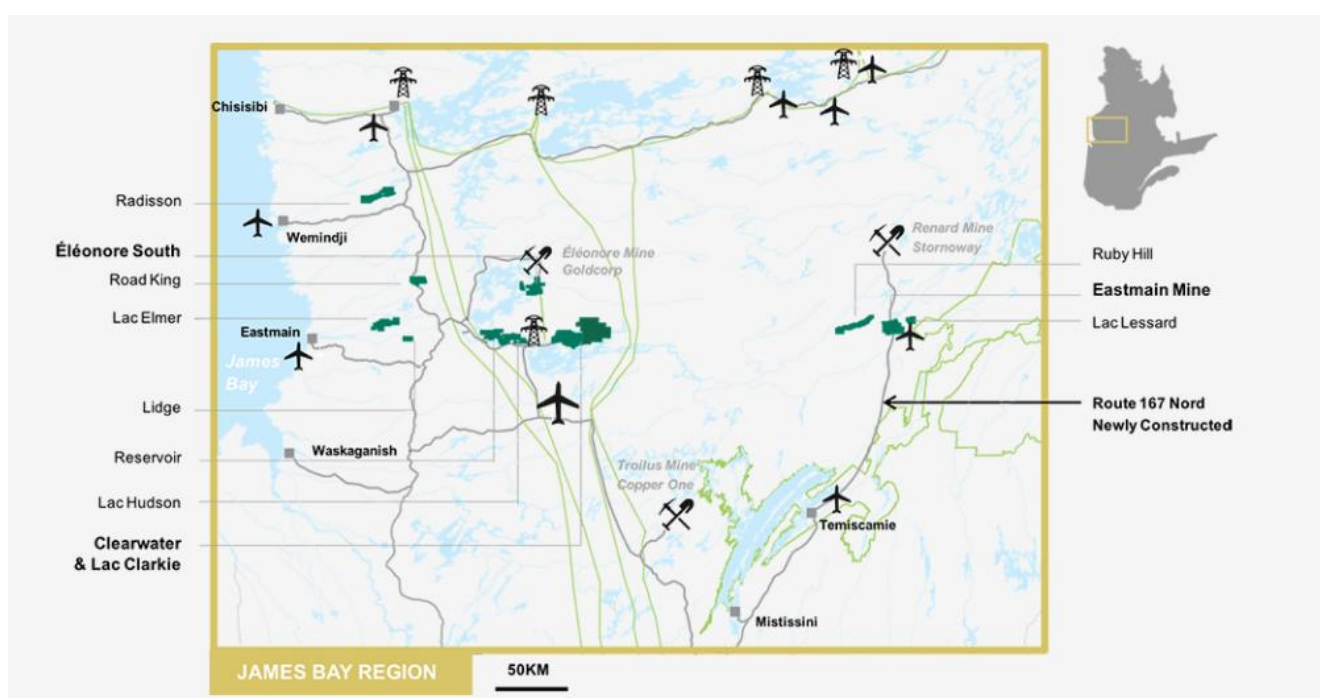 Chisisibi
Radisson
Wemindji
Éléonore South
Éléonore Mine
Goldcorp
Road King
Lac Elmer
Eastmain
James
Bay
Lidge
Waskaganish
Reservoir
Lac Hudson
Clearwater
& Lac Clarkie
Troilus Mine
Copper One
Renard Mine
Stornoway
Ruby Hill
Eastmain Mine
Lac Lessard
Route 167 Nord
Newly Constructed
Temiscamie
Mistissini
JAMES BAY REGION
50KM